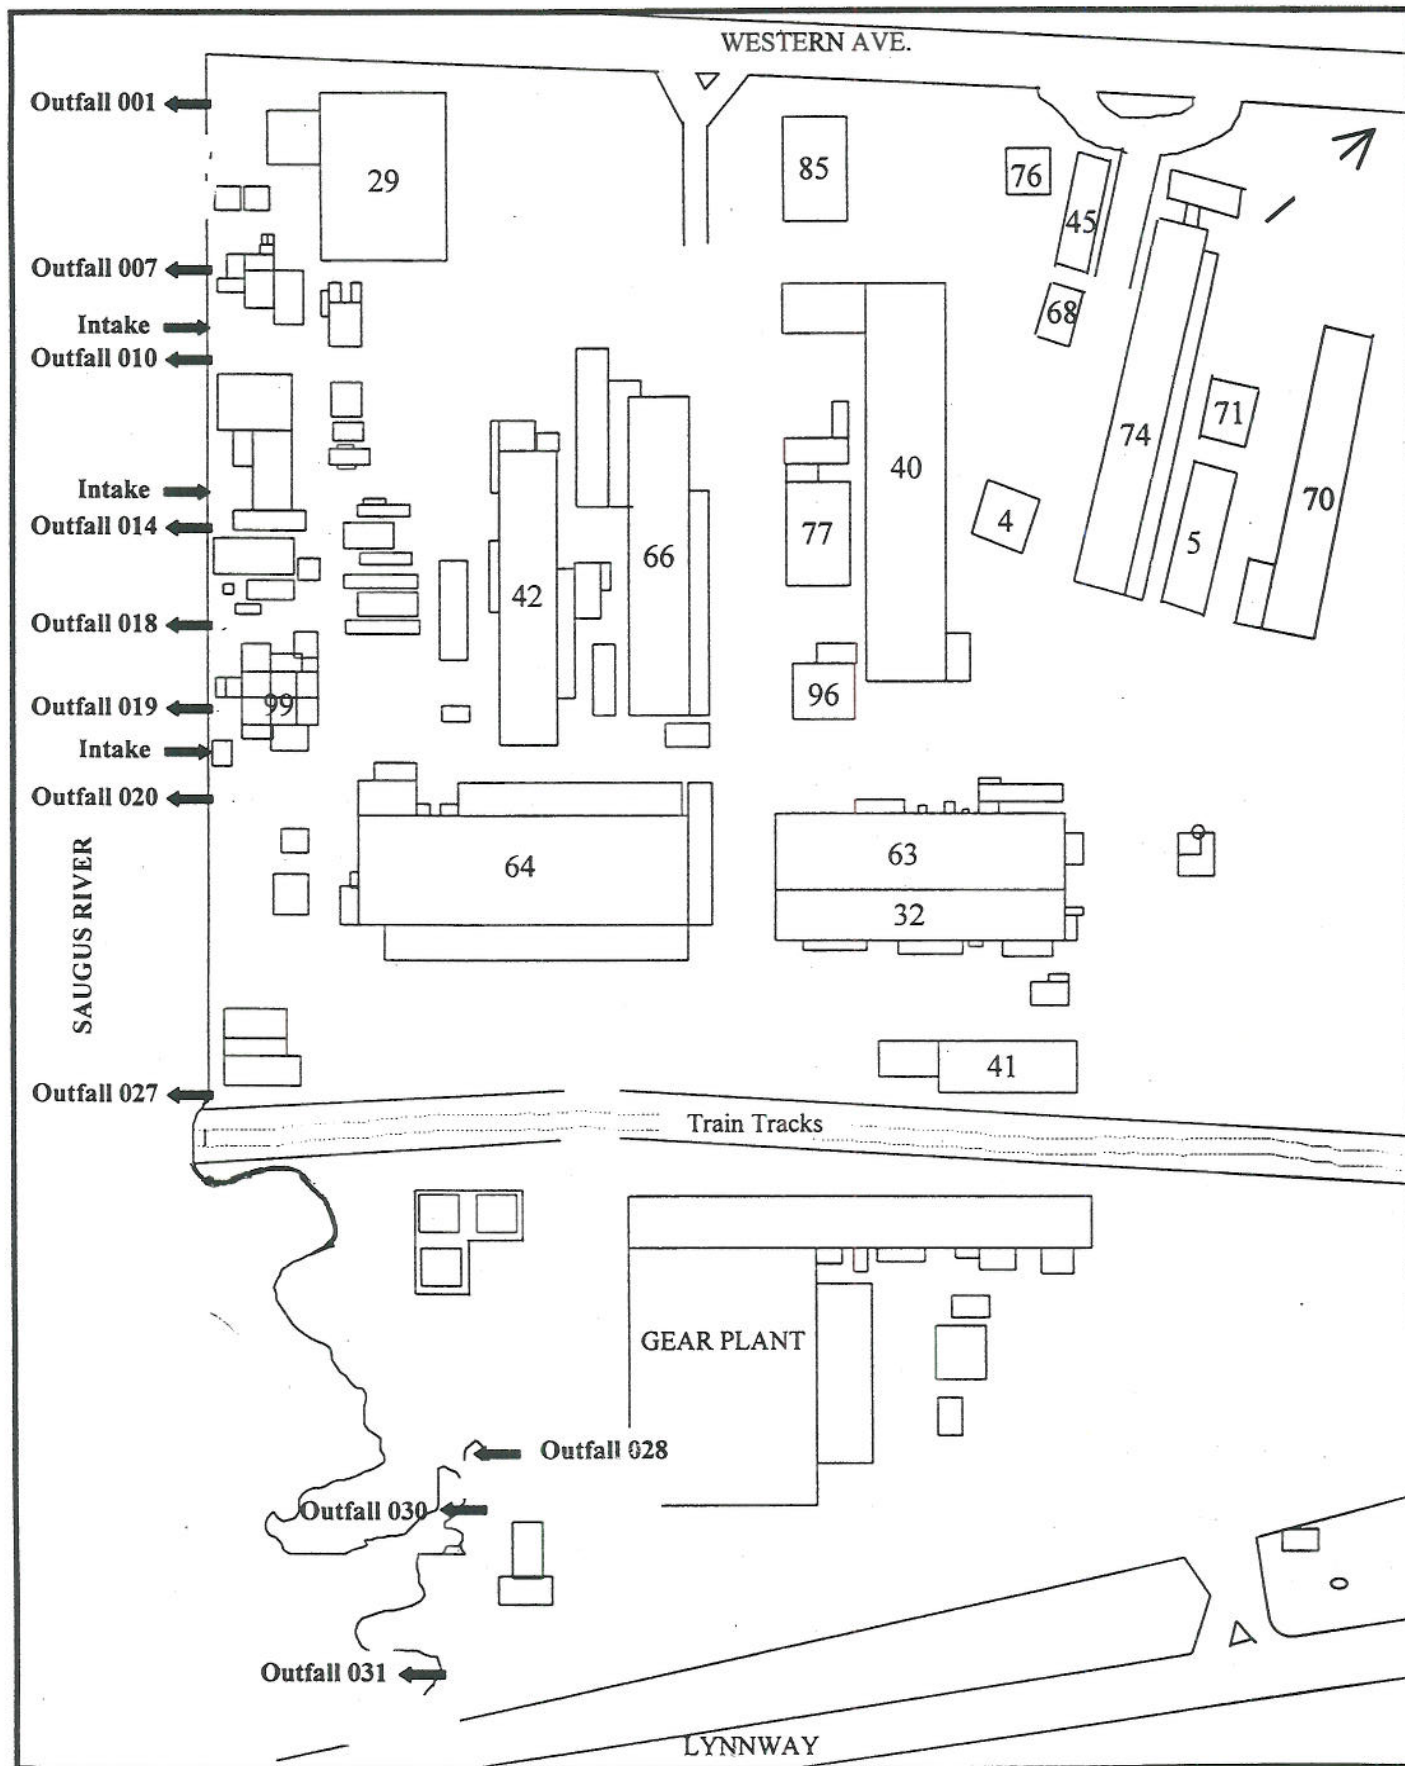 WESTERN AVE.
Outfall 001
29
85
76
45
Outfall 007
68
Intake
Outfall 010
71
74
40
70
Intake
Outfall 014
4
77
5
66
42
Outfall 018
96
99
Outfall 019
Intake
Outfall 020
63
64
32
SAUGUS RIVER
41
Outfall 027
Train Tracks
GEAR PLANT
Outfall 028
Outfall 030
Outfall 031
LYNNWAY